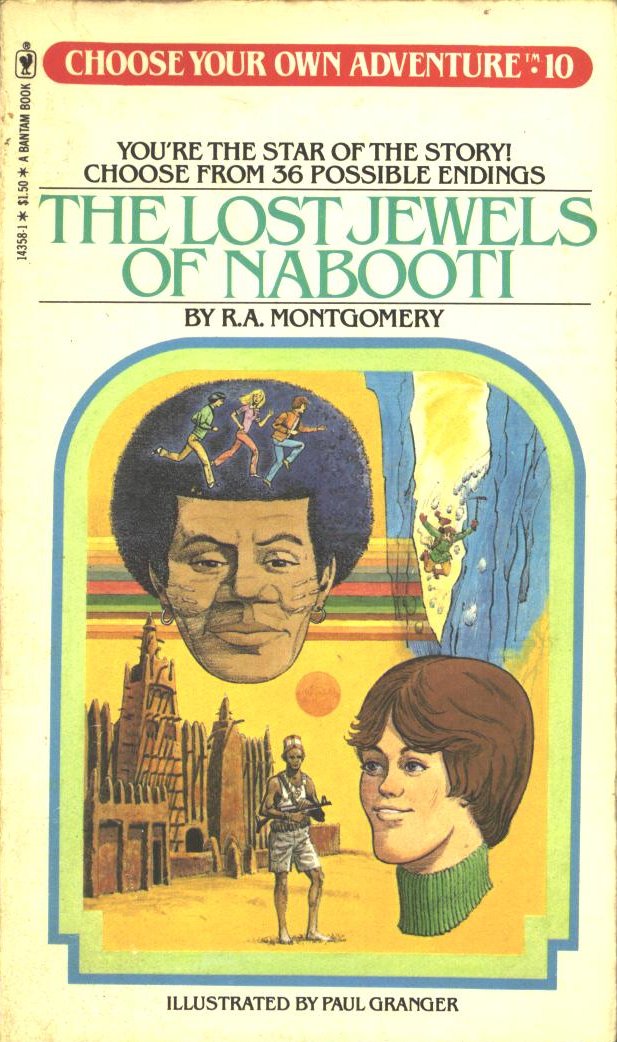 CHOOSE YOUR OWN ADVENTURE™ • 10
14358-1 ★ $1.50 ★ A BANTAM BOOK
YOU'RE THE STAR OF THE STORY!
CHOOSE FROM 36 POSSIBLE ENDINGS
THE LOST JEWELS
OF NABOOTI
BY R.A. MONTGOMERY
ILLUSTRATED BY PAUL GRANGER